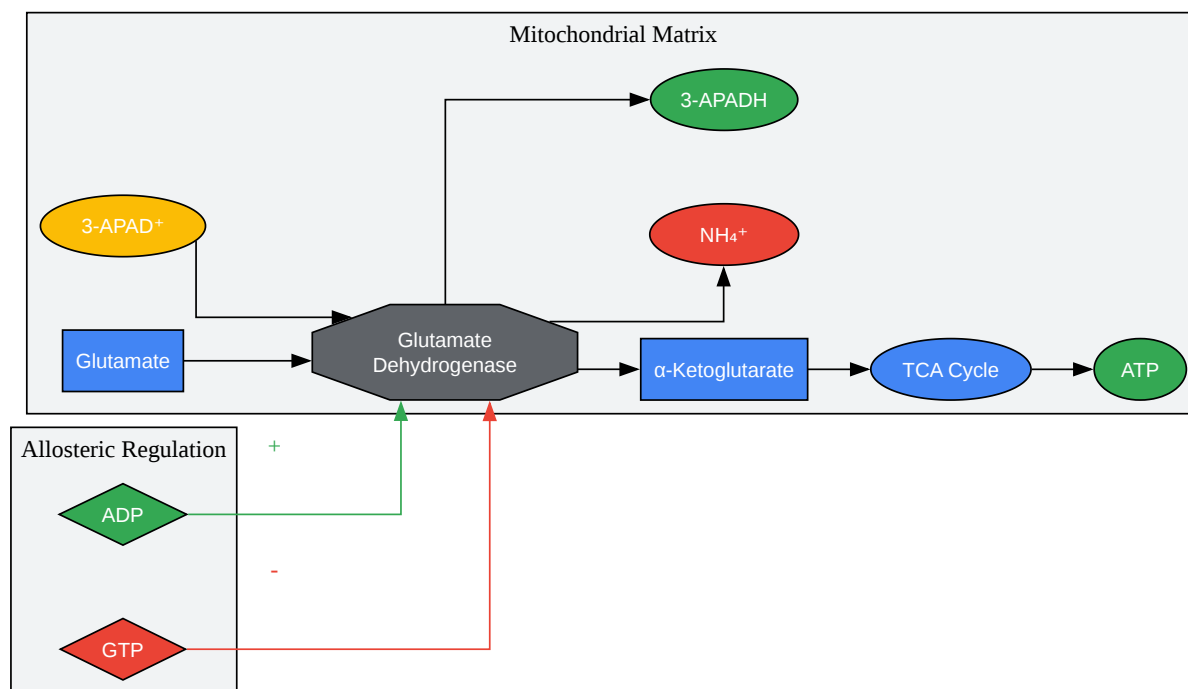 Mitochondrial Matrix
3-APADH
3-APAD⁺
NH₄⁺
Glutamate
Glutamate
Dehydrogenase
α-Ketoglutarate
TCA Cycle
ATP
Allosteric Regulation
+
ADP
-
GTP